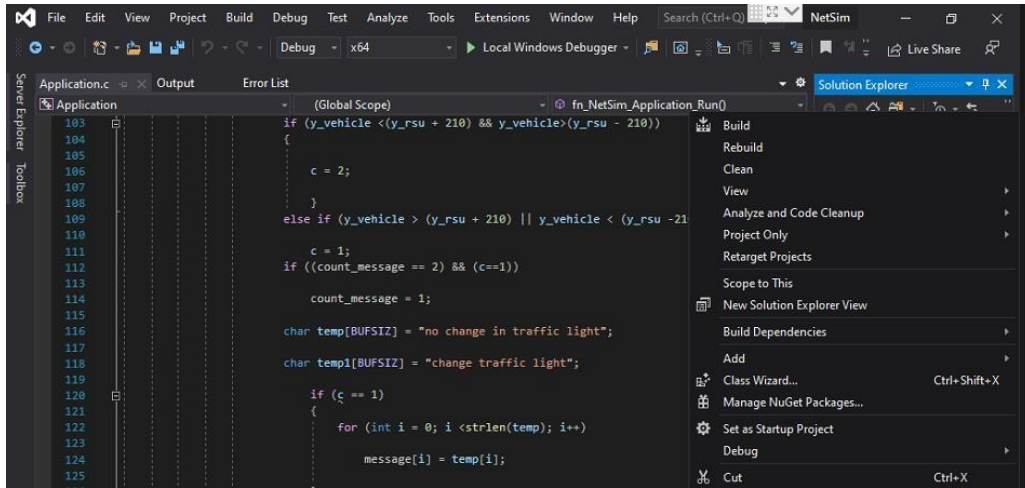 File Edit View Project Build Debug Test Analyze Tools Extensions Window Help Search (Ctrl+Q) NetSim
Debug x64 Local Windows Debugger Live Share
Server Explorer
Toolbox
Application.c Output Error List
Application (Global Scope) fn_NetSim_Application_Run()
103 if (y_vehicle <(y_rsu + 210) && y_vehicle>(y_rsu - 210))
104 {
105
106 c = 2;
107
108 }
109 else if (y_vehicle > (y_rsu + 210) || y_vehicle < (y_rsu -21
110
111 c = 1;
112 if ((count_message == 2) && (c==1))
113
114 count_message = 1;
115
116 char temp[BUFSIZ] = "no change in traffic light";
117
118 char temp1[BUFSIZ] = "change traffic light";
119
120 if (c == 1)
121 {
122 for (int i = 0; i <strlen(temp); i++)
123
124 message[i] = temp[i];
125
Solution Explorer
Build
Rebuild
Clean
View
Analyze and Code Cleanup
Project Only
Retarget Projects
Scope to This
New Solution Explorer View
Build Dependencies
Add
Class Wizard... Ctrl+Shift+X
Manage NuGet Packages...
Set as Startup Project
Debug
Cut Ctrl+X